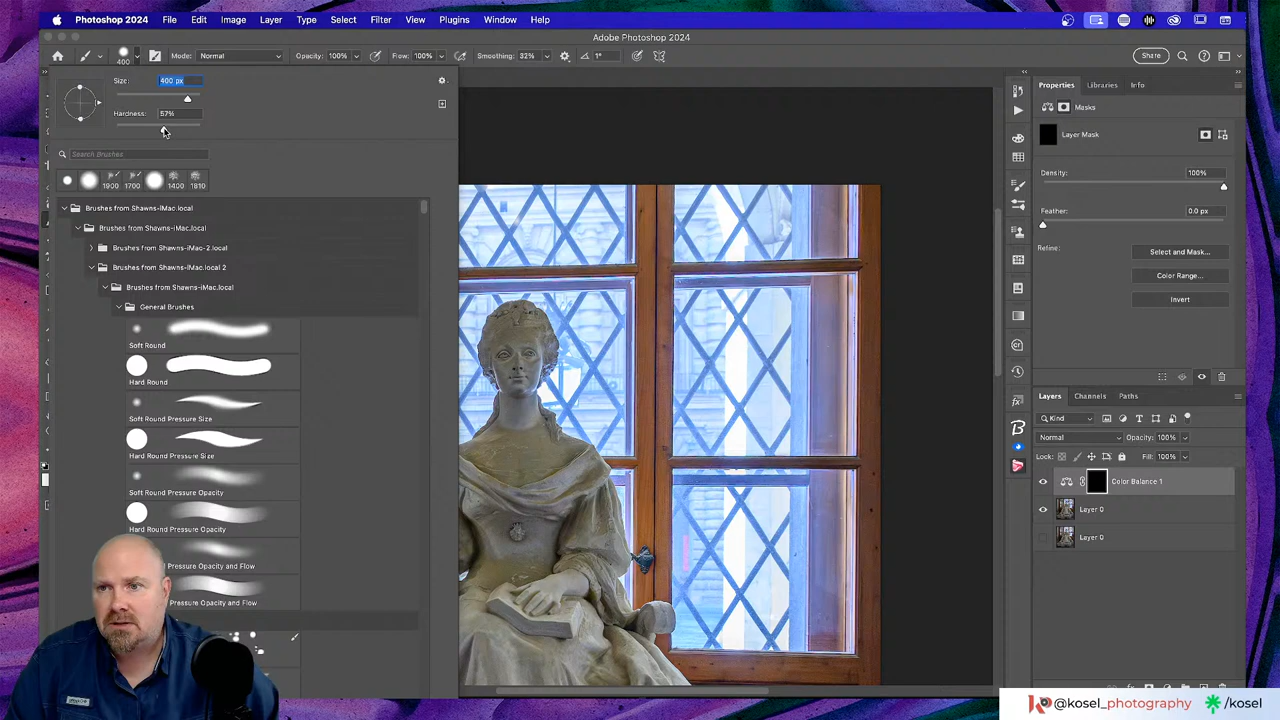 Photoshop File Edit Image Layer Type Select Filter View Plugins Window Help
Adobe Photoshop 2024
400 Mode: Normal Opacity: 100% Flow: 100% Smoothing: 32% 1° Share
Size: 400 px
Hardness: 57%
Search Brushes
1900 1700 1400 1810
Brushes from Shawns-iMac.local
Brushes from Shawns-iMac.local
Brushes from Shawns-iMac-2.local
Brushes from Shawns-iMac.local 2
Brushes from Shawns-iMac.local
General Brushes
Soft Round
Hard Round
Soft Round Pressure Size
Hard Round Pressure Size
Soft Round Pressure Opacity
Hard Round Pressure Opacity
Pressure Opacity and Flow
Pressure Opacity and Flow
Properties Libraries Info
Masks
Layer Mask
Density: 100%
Feather: 0.0 px
Refine: Select and Mask...
Color Range...
Invert
Layers Channels Paths
Kind
Normal Opacity: 100%
Lock: Fill: 100%
Color Balance 1
Layer 0
Layer 0
@kosel_photography /kosel